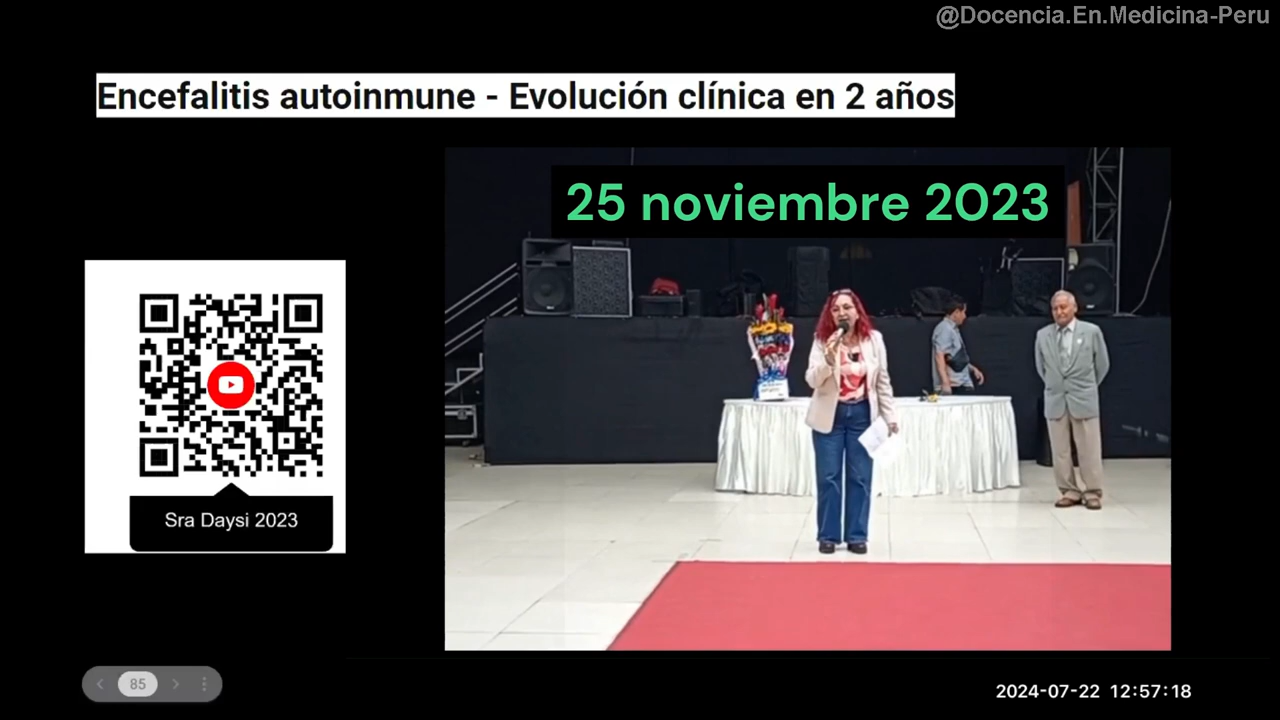 @Docencia.En.Medicina-Peru
Encefalitis autoinmune - Evolución clínica en 2 años
25 noviembre 2023
Sra Daysi 2023
85
2024-07-22 12:57:18